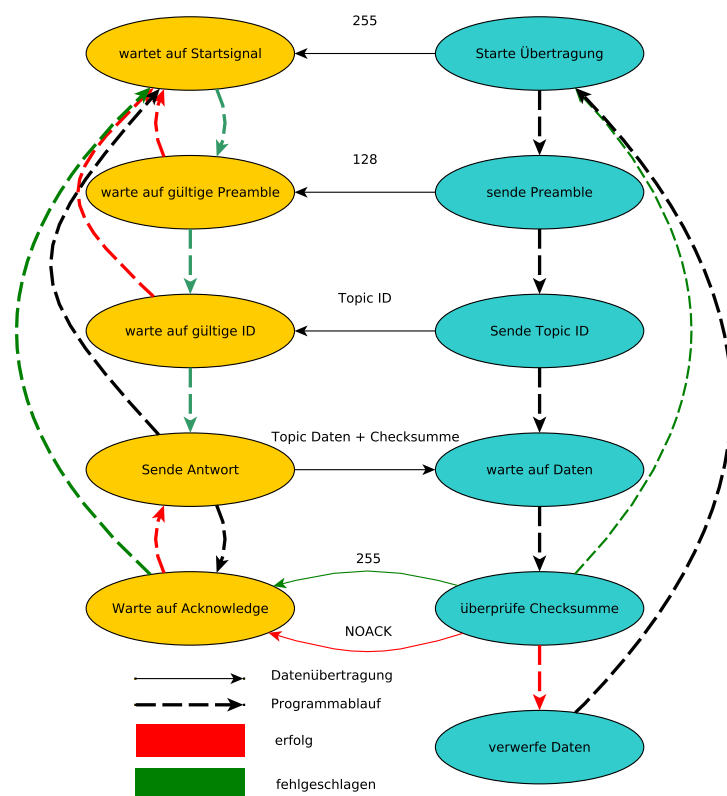 255
wartet auf Startsignal
Starte Übertragung
128
warte auf gültige Preamble
sende Preamble
Topic ID
warte auf gültige ID
Sende Topic ID
Topic Daten + Checksumme
Sende Antwort
warte auf Daten
255
Warte auf Acknowledge
überprüfe Checksumme
NOACK
Datenübertragung
Programmablauf
erfolg
verwerfe Daten
fehlgeschlagen